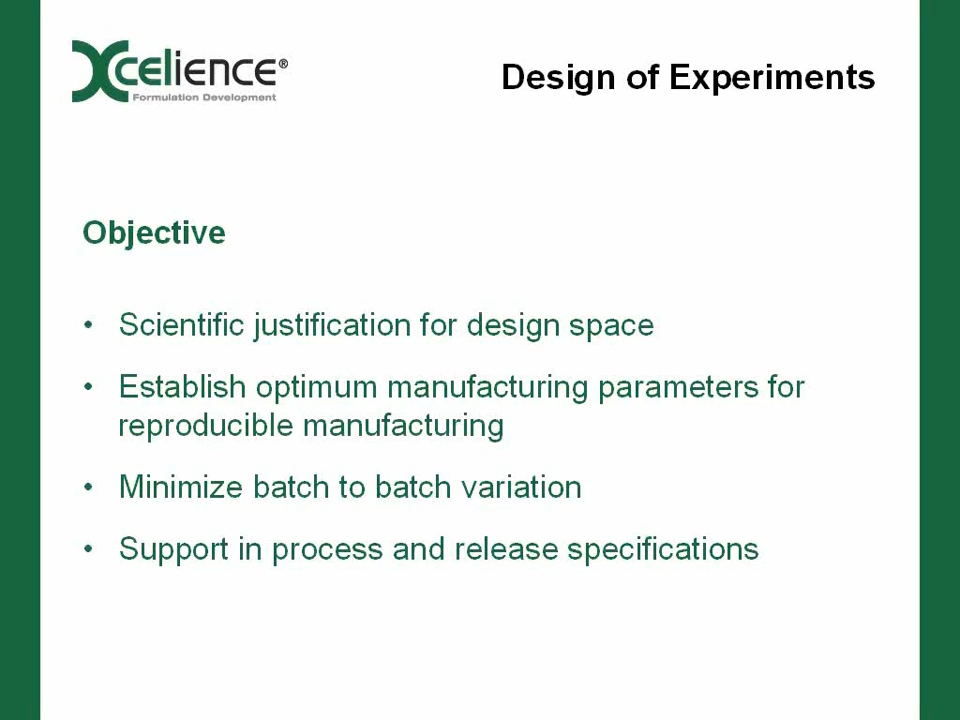 Xcelience®
Formulation Development
Design of Experiments
Objective
• Scientific justification for design space
• Establish optimum manufacturing parameters for
reproducible manufacturing
• Minimize batch to batch variation
• Support in process and release specifications